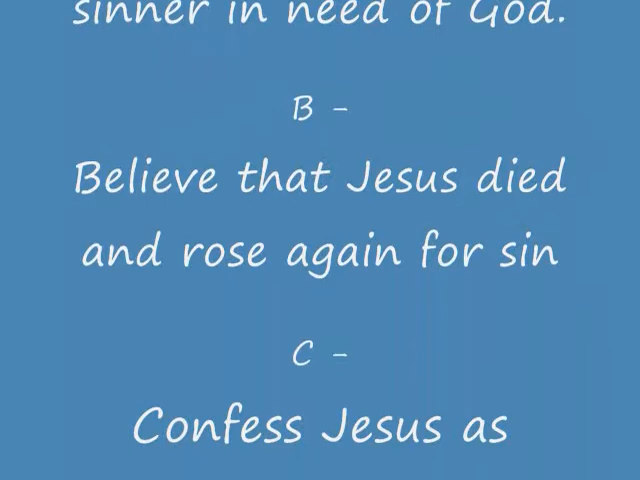 sinner in need of God.
B -
Believe that Jesus died
and rose again for sin
C -
Confess Jesus as